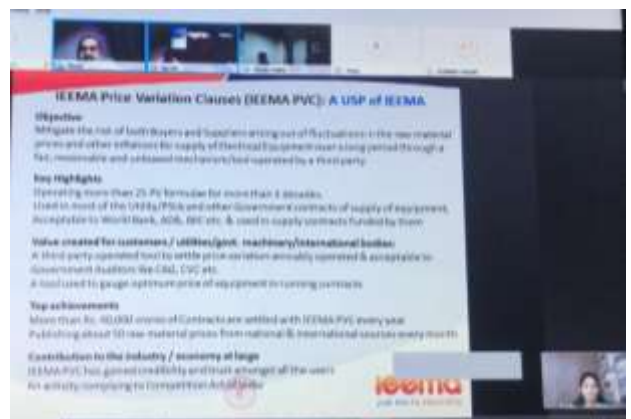 IEEMA Price Variation Clauses (IEEMA PVC): A USP of IEEMA
Objective
Mitigate the risk of both Buyers and Suppliers arising out of fluctuations in the raw material
prices and other influences for supply of Electrical Equipment over a long period through a
fair, reasonable and unbiased mechanism/tool operated by a third party
Key Highlights
Operating more than 25 PV formulae for more than 3 decades
Used in most of the Utility/PSUs and other Government contracts of supply of equipment,
Acceptable to World Bank, ADB, etc. & used in supply contracts funded by them
Value created for customers / utilities/govt. machinery/international bodies:
A third party operated tool to settle price variation amicably operated & acceptable to
Government Auditors like C&G, CVC etc
A tool used to gauge optimum price of equipment in running contracts
Top achievements
More than Rs. 40,000 crores of Contracts are settled with IEEMA PVC every year
Publishing about 50 raw material prices from national & International sources every month
Contribution to the industry / economy at large
IEEMA PVC has gained credibility and trust amongst all the users
An activity complying to Competition Act of India
ieema